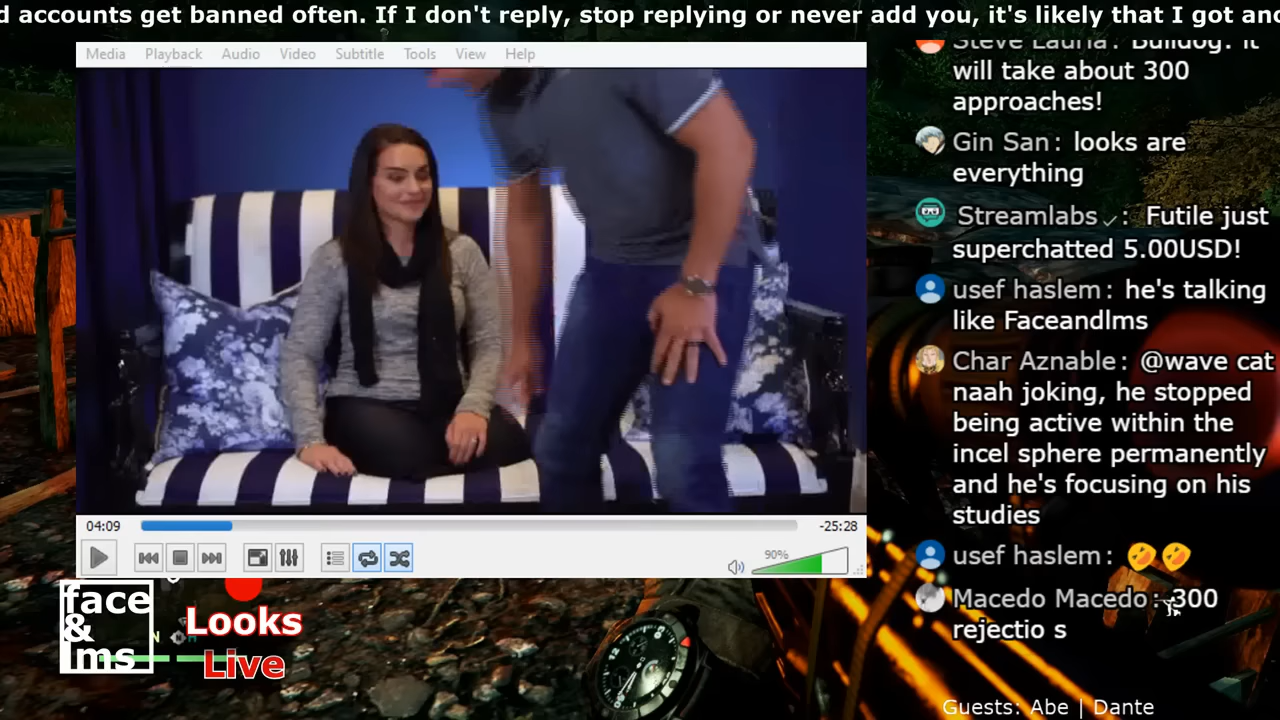 d accounts get banned often. If I don't reply, stop replying or never add you, it's likely that I got and
Media Playback Audio Video Subtitle Tools View Help
04:09
-25:28
90%
face
&
lms
Looks
Live
N
Steve Lauria: Bulldog: it
will take about 300
approaches!
Gin San: looks are
everything
Streamlabs ✓: Futile just
superchatted 5.00USD!
usef haslem: he's talking
like Faceandlms
Char Aznable: @wave cat
naah joking, he stopped
being active within the
incel sphere permanently
and he's focusing on his
studies
usef haslem: 🤣🤣
Macedo Macedo: 300
rejectio s
Guests: Abe | Dante